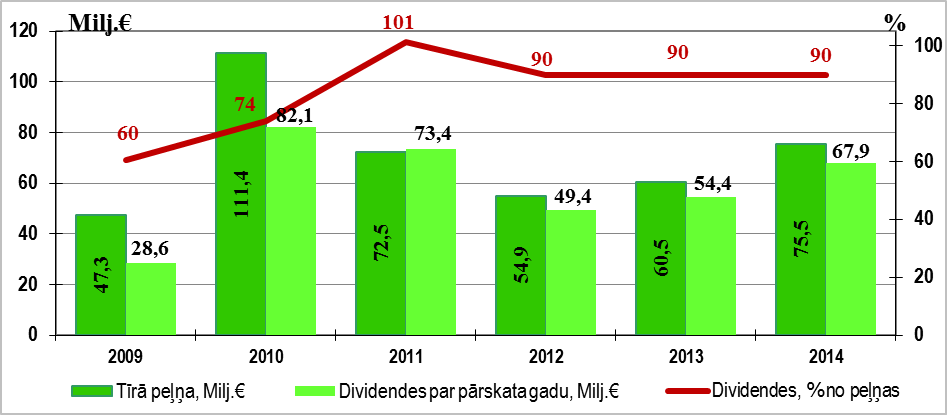 Milj.€ 101 %
120 100
100 90 90 90
80 74 82,1 80
60 73,4 67,9
60 49,4 54,4 60
40 28,6 40
20 47,3 111,4 72,5 54,9 60,5 75,5 20
0 0
2009 2010 2011 2012 2013 2014
Tīrā peļņa, Milj.€ Dividendes par pārskata gadu, Milj.€ Dividendes, % no peļņas